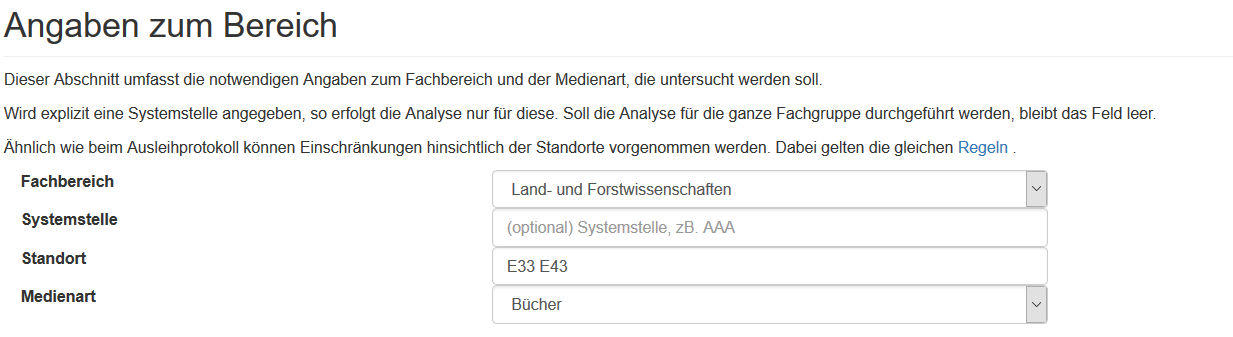 Angaben zum Bereich
Dieser Abschnitt umfasst die notwendigen Angaben zum Fachbereich und der Medienart, die untersucht werden soll.
Wird explizit eine Systemstelle angegeben, so erfolgt die Analyse nur für diese. Soll die Analyse für die ganze Fachgruppe durchgeführt werden, bleibt das Feld leer.
Ähnlich wie beim Ausleihprotokoll können Einschränkungen hinsichtlich der Standorte vorgenommen werden. Dabei gelten die gleichen Regeln .
Fachbereich Land- und Forstwissenschaften
Systemstelle (optional) Systemstelle, zB. AAA
Standort E33 E43
Medienart Bücher